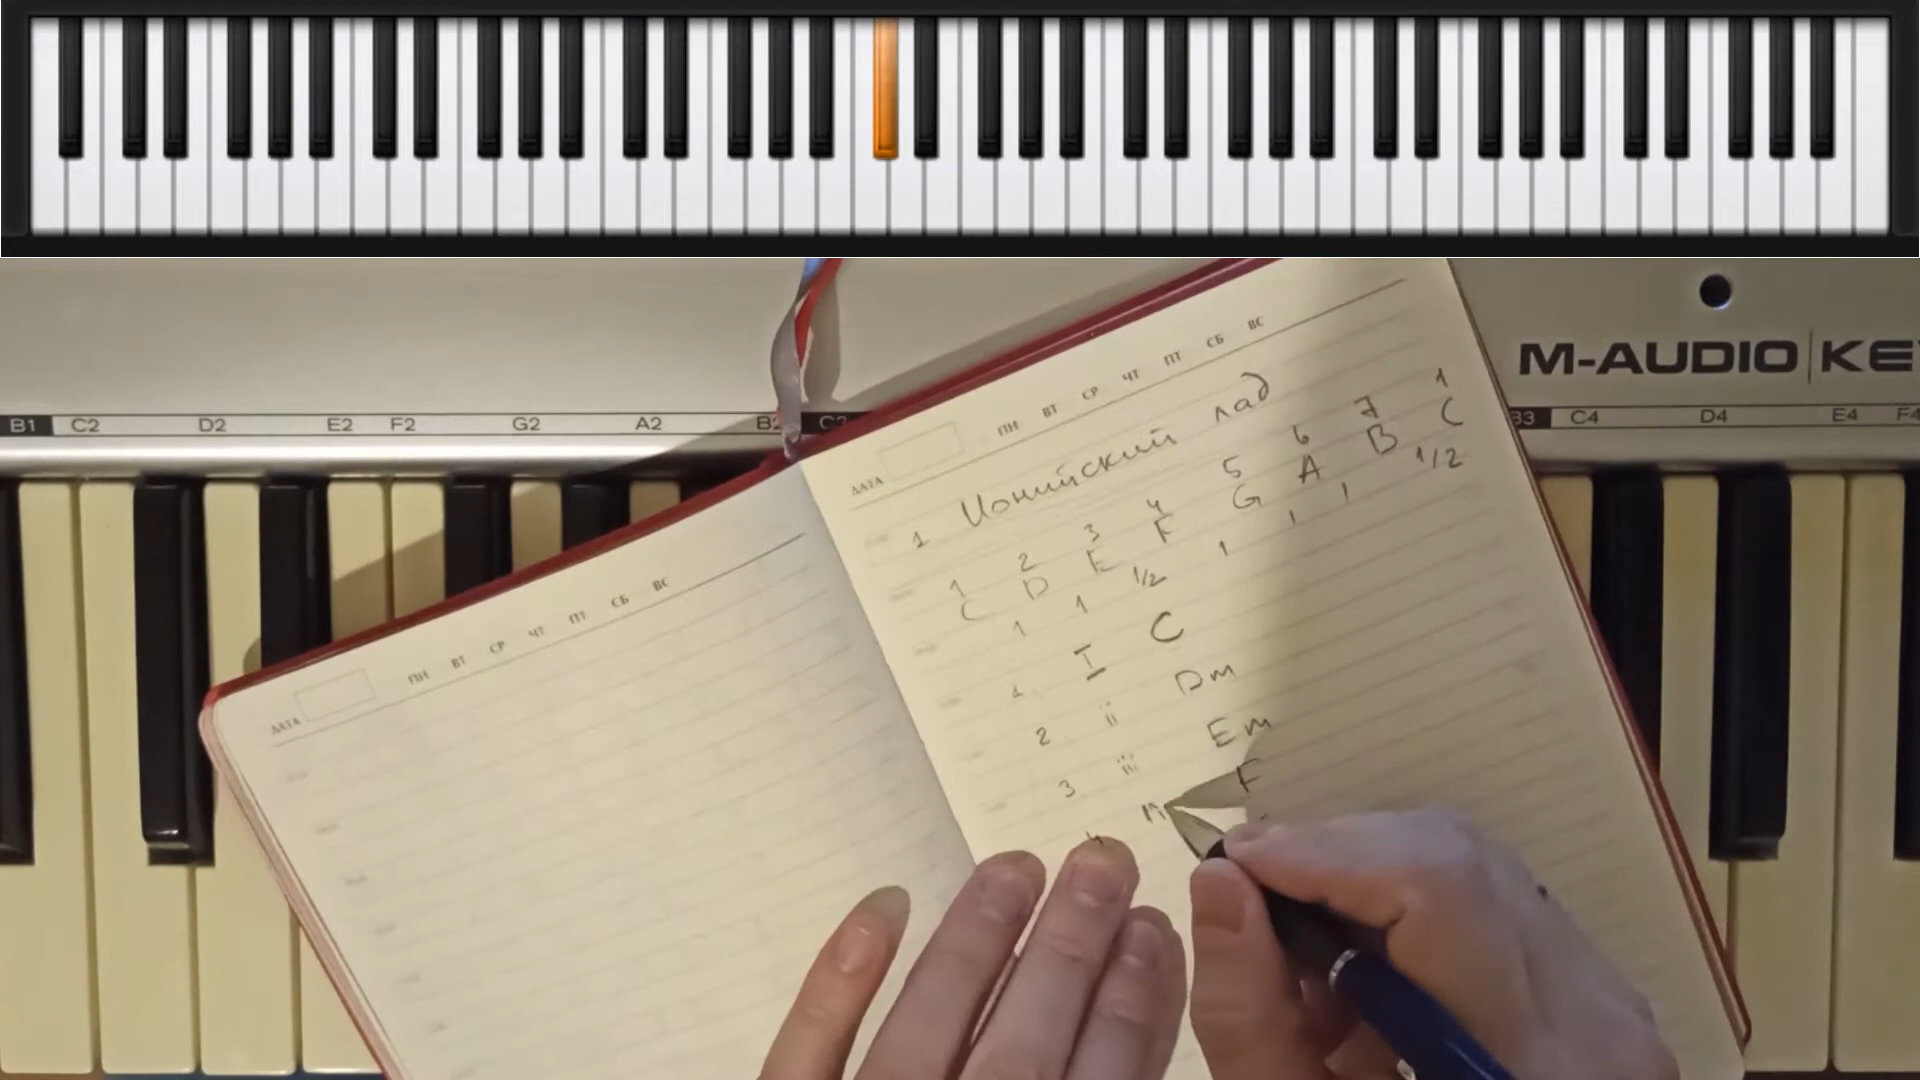 M-AUDIO KE
B1 C2 D2 E2 F2 G2 A2 B2 C3
B3 C4 D4 E4 F4
ДАТА ПН ВТ СР ЧТ ПТ СБ ВС
ДАТА ПН ВТ СР ЧТ ПТ СБ ВС
1 Ионийский лад
1 2 3 4 5 6 7 1
C D E F G A B C
1 1 1/2 1 1 1 1/2
1 I C
2 ii Dm
3 iii Em
4 F